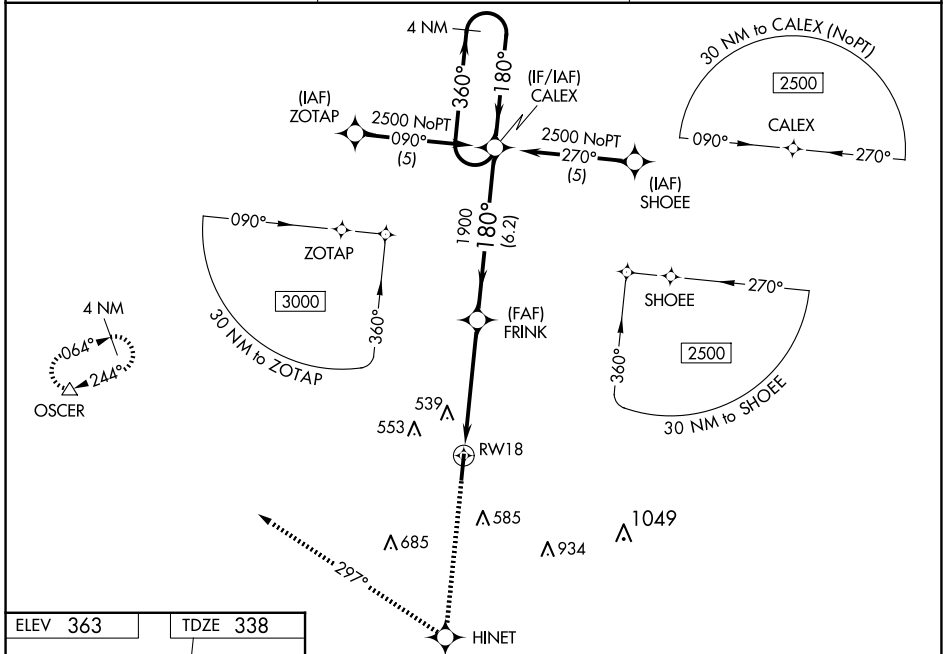 4 NM
360°
180°
(IF/IAF)
CALEX
(IAF)
ZOTAP
2500 NoPT
090°
(5)
2500 NoPT
270°
(5)
(IAF)
SHOEE
30 NM to CALEX (NoPT)
2500
CALEX
090°
270°
1900
180°
(6.2)
090°
ZOTAP
3000
360°
30 NM to ZOTAP
(FAF)
FRINK
SHOEE
270°
2500
360°
30 NM to SHOEE
4 NM
064°
244°
OSCER
539
553
RW18
585
685
934
1049
297°
HINET
ELEV 363
TDZE 338